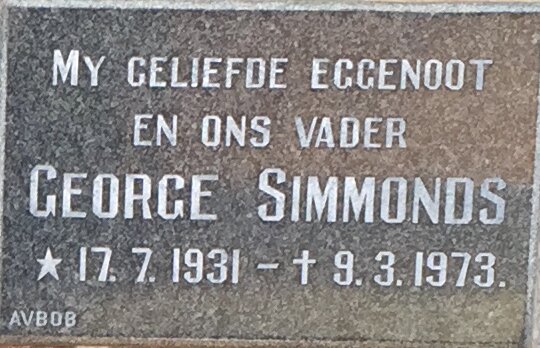 My geliefde eggenoot
en ons vader
George Simmonds
★ 17. 7. 1931 – † 9. 3. 1973.
AVBOB